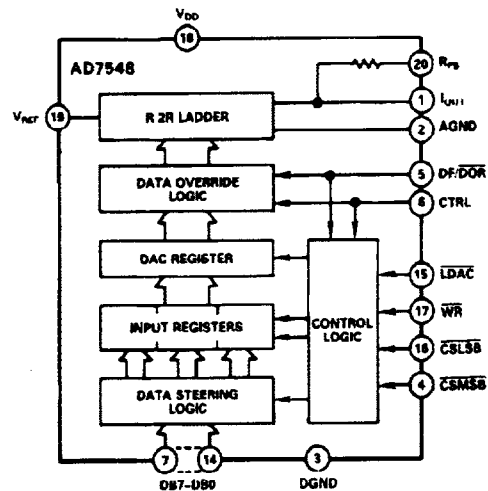 VDD
18
AD7548
20 RFB
VREF 19
R 2R LADDER
1 IOUT
2 AGND
DATA OVERRIDE
LOGIC
5 DF/DOR
6 CTRL
DAC REGISTER
15 LDAC
INPUT REGISTERS
CONTROL
LOGIC
17 WR
16 CSLSB
4 CSMSB
DATA STEERING
LOGIC
7 14 3
DB7-DB0 DGND